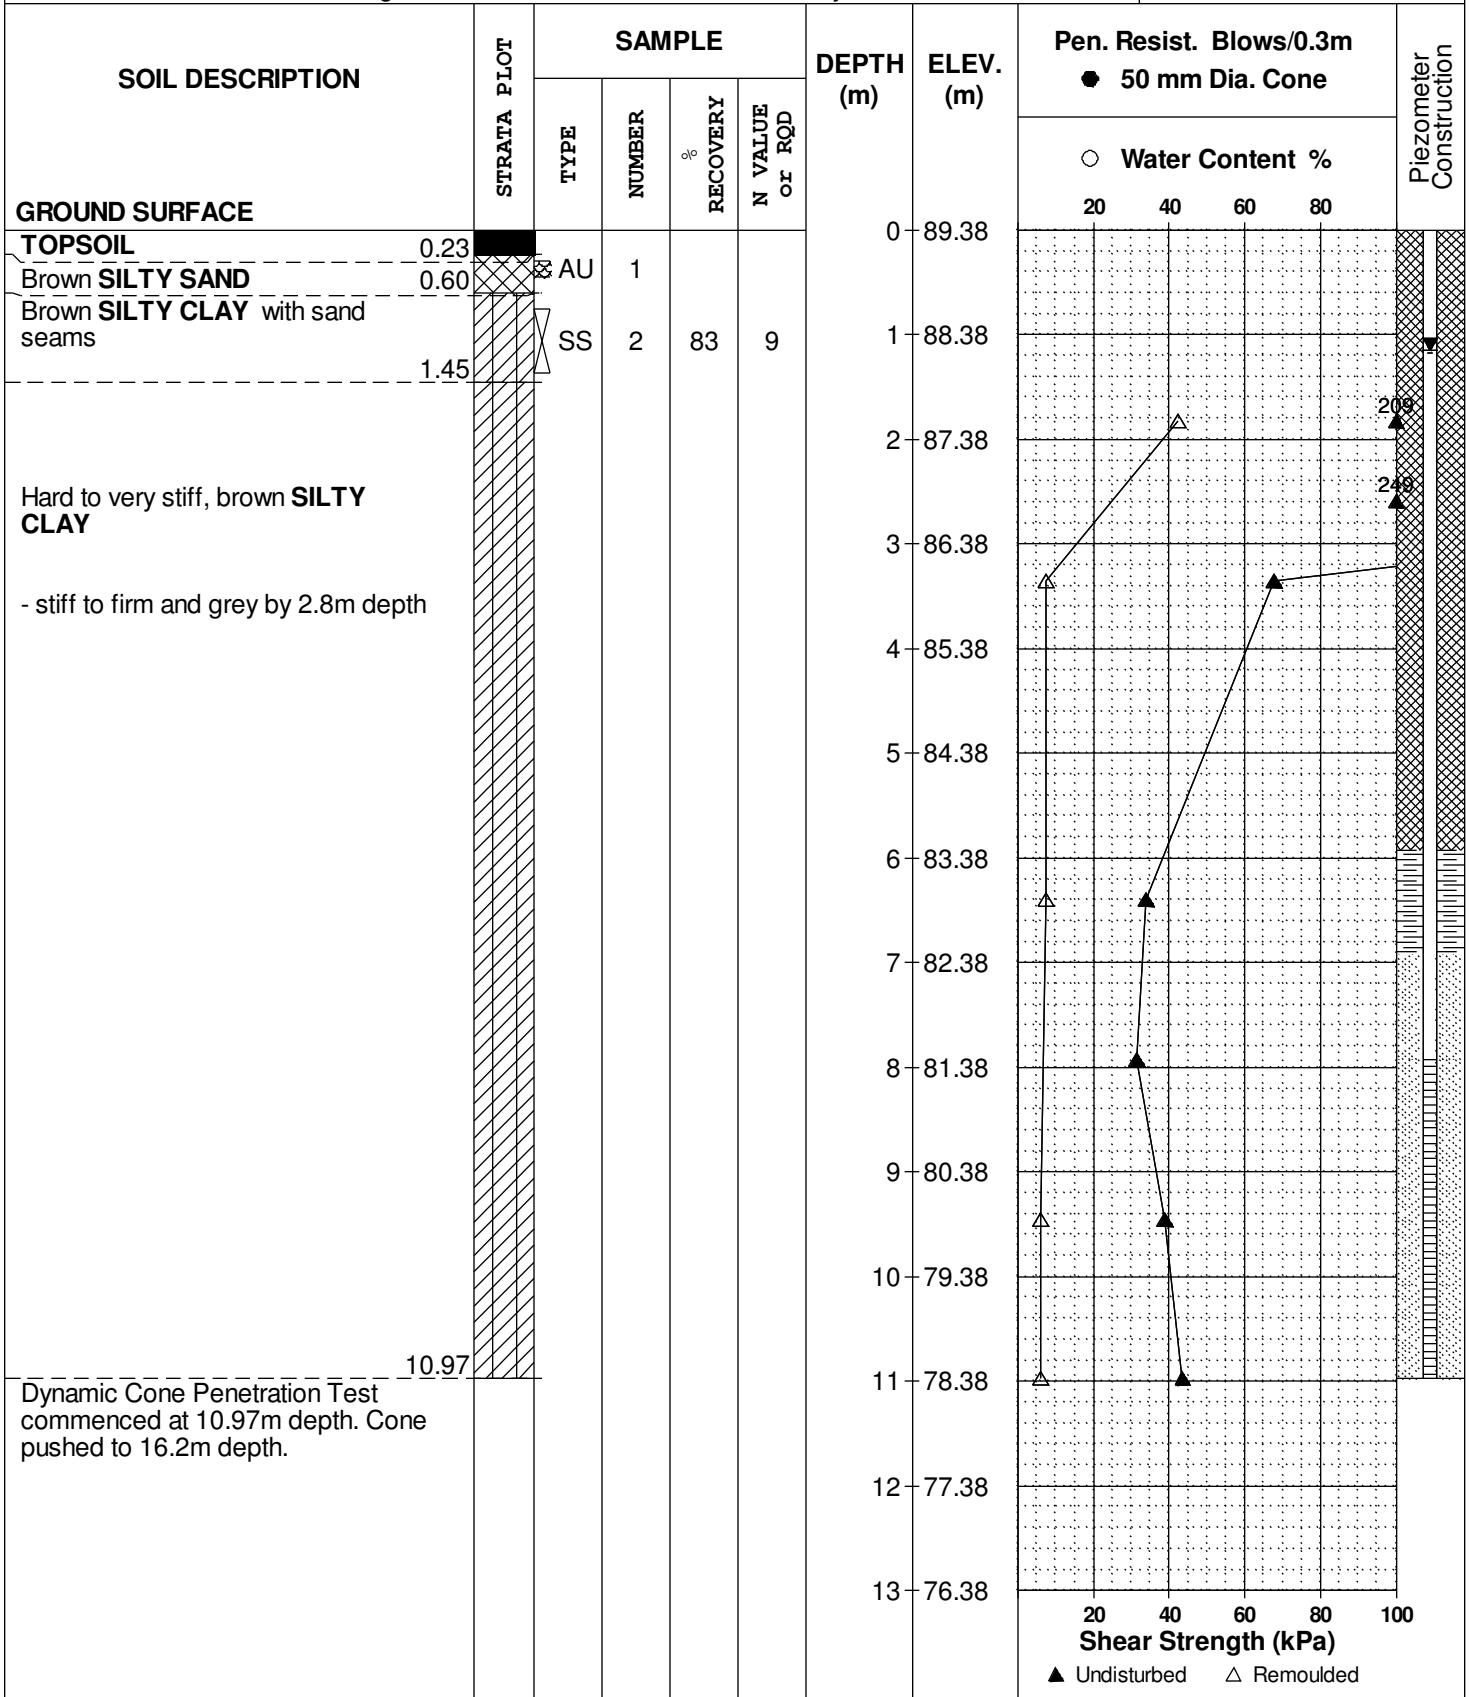 SOIL DESCRIPTION
GROUND SURFACE
STRATA PLOT
SAMPLE
TYPE
NUMBER
%
RECOVERY
N VALUE
or RQD
DEPTH
(m)
ELEV.
(m)
Pen. Resist. Blows/0.3m
● 50 mm Dia. Cone
○ Water Content %
20 40 60 80
Piezometer
Construction
TOPSOIL 0.23
Brown SILTY SAND 0.60
AU 1
Brown SILTY CLAY with sand
seams
1.45
SS 2 83 9
Hard to very stiff, brown SILTY
CLAY
- stiff to firm and grey by 2.8m depth
10.97
Dynamic Cone Penetration Test
commenced at 10.97m depth. Cone
pushed to 16.2m depth.
0 89.38
1 88.38
2 87.38
3 86.38
4 85.38
5 84.38
6 83.38
7 82.38
8 81.38
9 80.38
10 79.38
11 78.38
12 77.38
13 76.38
209
249
20 40 60 80 100
Shear Strength (kPa)
▲ Undisturbed △ Remoulded